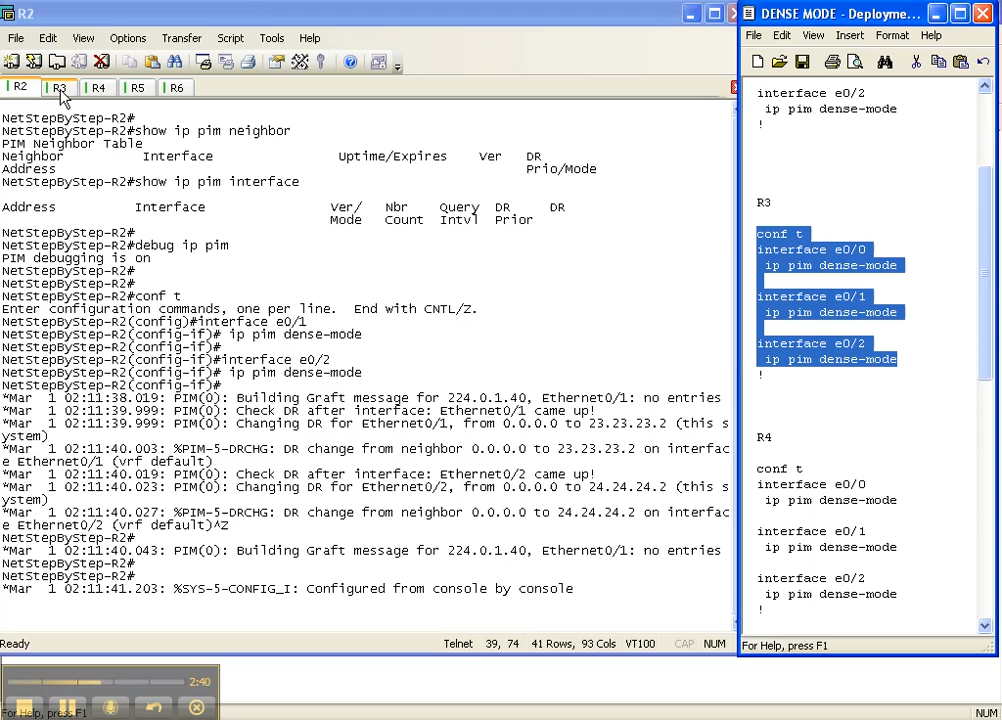 R2
File Edit View Options Transfer Script Tools Help
R2 R3 R4 R5 R6
NetStepByStep-R2#
NetStepByStep-R2#show ip pim neighbor
PIM Neighbor Table
Neighbor Interface Uptime/Expires Ver DR
Address Prio/Mode
NetStepByStep-R2#show ip pim interface
Address Interface Ver/ Nbr Query DR DR
Mode Count Intvl Prior
NetStepByStep-R2#
NetStepByStep-R2#debug ip pim
PIM debugging is on
NetStepByStep-R2#
NetStepByStep-R2#
NetStepByStep-R2#conf t
Enter configuration commands, one per line. End with CNTL/Z.
NetStepByStep-R2(config)#interface e0/1
NetStepByStep-R2(config-if)# ip pim dense-mode
NetStepByStep-R2(config-if)#
NetStepByStep-R2(config-if)#interface e0/2
NetStepByStep-R2(config-if)# ip pim dense-mode
NetStepByStep-R2(config-if)#
*Mar 1 02:11:38.019: PIM(0): Building Graft message for 224.0.1.40, Ethernet0/1: no entries
*Mar 1 02:11:39.999: PIM(0): Check DR after interface: Ethernet0/1 came up!
*Mar 1 02:11:39.999: PIM(0): Changing DR for Ethernet0/1, from 0.0.0.0 to 23.23.23.2 (this s
ystem)
*Mar 1 02:11:40.003: %PIM-5-DRCHG: DR change from neighbor 0.0.0.0 to 23.23.23.2 on interfac
e Ethernet0/1 (vrf default)
*Mar 1 02:11:40.019: PIM(0): Check DR after interface: Ethernet0/2 came up!
*Mar 1 02:11:40.023: PIM(0): Changing DR for Ethernet0/2, from 0.0.0.0 to 24.24.24.2 (this s
ystem)
*Mar 1 02:11:40.027: %PIM-5-DRCHG: DR change from neighbor 0.0.0.0 to 24.24.24.2 on interfac
e Ethernet0/2 (vrf default)^Z
NetStepByStep-R2#
*Mar 1 02:11:40.043: PIM(0): Building Graft message for 224.0.1.40, Ethernet0/1: no entries
NetStepByStep-R2#
NetStepByStep-R2#
*Mar 1 02:11:41.203: %SYS-5-CONFIG_I: Configured from console by console
Ready Telnet 39, 74 41 Rows, 93 Cols VT100 CAP NUM
2:40
For Help, press F1
DENSE MODE - Deployme...
File Edit View Insert Format Help
interface e0/2
ip pim dense-mode
!
R3
conf t
interface e0/0
ip pim dense-mode
interface e0/1
ip pim dense-mode
interface e0/2
ip pim dense-mode
!
R4
conf t
interface e0/0
ip pim dense-mode
interface e0/1
ip pim dense-mode
interface e0/2
ip pim dense-mode
!
For Help, press F1
NUM